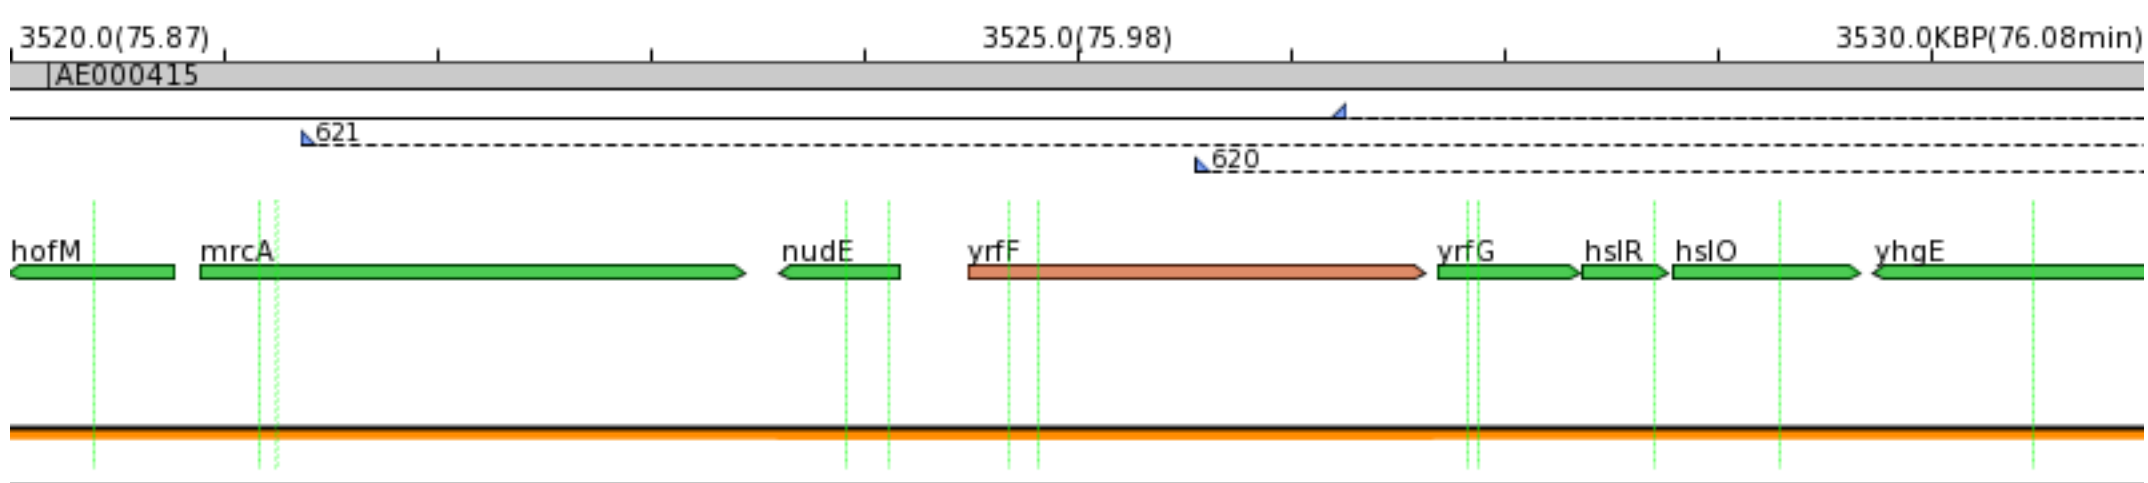 3520.0(75.87) 3525.0(75.98) 3530.0KBP(76.08min)
AE000415
621
620
hofM mrcA nudE yrfF yrfG hslR hslO yhgE